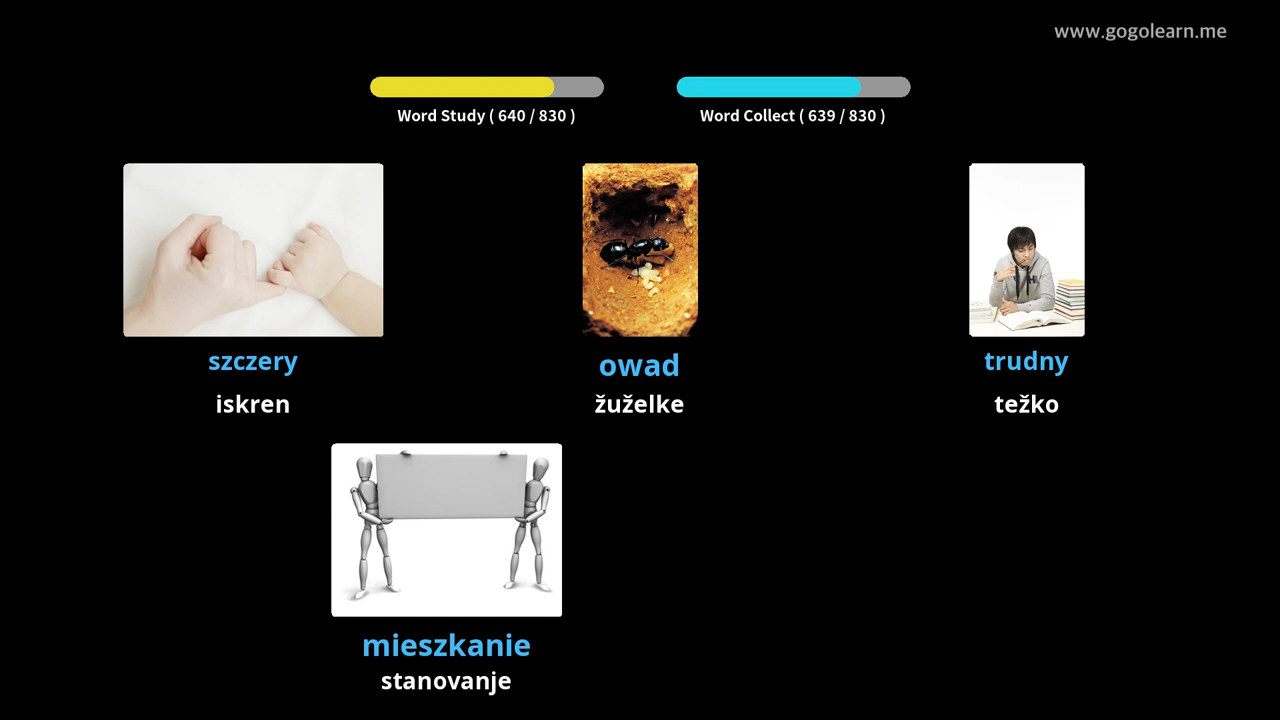 www.gogolearn.me
Word Study ( 640 / 830 )
Word Collect ( 639 / 830 )
szczery
owad
trudny
iskren
žuželke
težko
mieszkanie
stanovanje